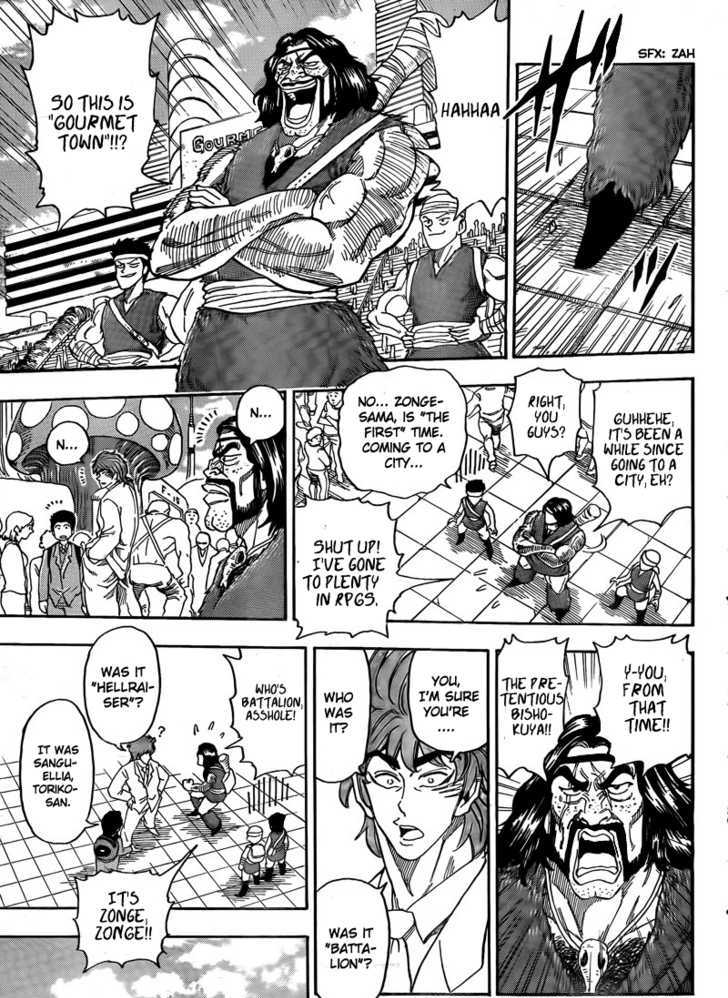 SFX: ZAH
HAHHAA
SO THIS IS
"GOURMET
TOWN"!!?
GOURME
GUHHEHE,
IT'S BEEN A
WHILE SINCE
GOING TO A
CITY, EH?
RIGHT,
YOU
GUYS?
NO... ZONGE-
SAMA, IS "THE
FIRST" TIME.
COMING TO A
CITY...
SHUT UP!
I'VE GONE
TO PLENTY
IN RPGS.
N...
N...
Y-YOU,
FROM
THAT
TIME!!
THE PRE-
TENTIOUS
BISHO-
KUYA!!
YOU,
I'M SURE
YOU'RE
....
WHO
WAS
IT?
WAS IT
"BATTA-
LION"?
WHO'S
BATTALION,
ASSHOLE!
WAS IT
"HELLRAI-
SER"?
IT WAS
SANGU-
ELLIA,
TORIKO-
SAN.
IT'S
ZONGE,
ZONGE!!